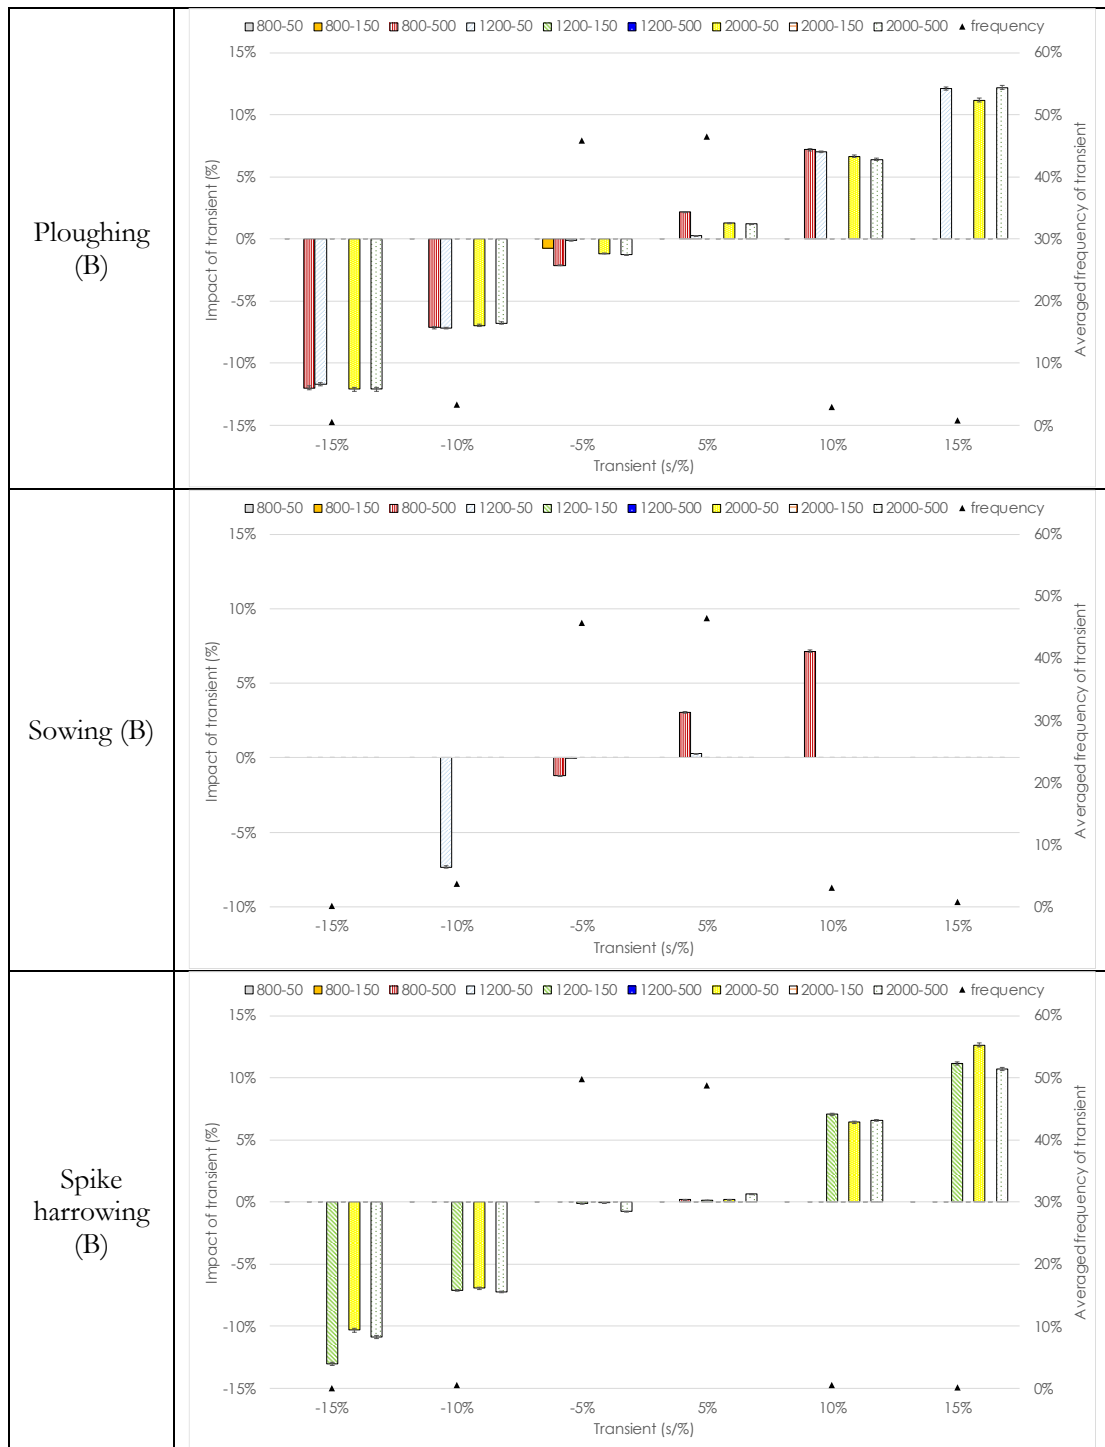 Ploughing
(B)
800-50 800-150 800-500 1200-50 1200-150 1200-500 2000-50 2000-150 2000-500 frequency
15%
10%
5%
0%
-5%
-10%
-15%
Impact of transient (%)
60%
50%
40%
30%
20%
10%
0%
Averaged frequency of transient
-15% -10% -5% 5% 10% 15%
Transient (s/%)
Sowing (B)
800-50 800-150 800-500 1200-50 1200-150 1200-500 2000-50 2000-150 2000-500 frequency
15%
10%
5%
0%
-5%
-10%
Impact of transient (%)
60%
50%
40%
30%
20%
10%
0%
Averaged frequency of transient
-15% -10% -5% 5% 10% 15%
Transient (s/%)
Spike
harrowing
(B)
800-50 800-150 800-500 1200-50 1200-150 1200-500 2000-50 2000-150 2000-500 frequency
15%
10%
5%
0%
-5%
-10%
-15%
Impact of transient (%)
60%
50%
40%
30%
20%
10%
0%
Averaged frequency of transient
-15% -10% -5% 5% 10% 15%
Transient (s/%)